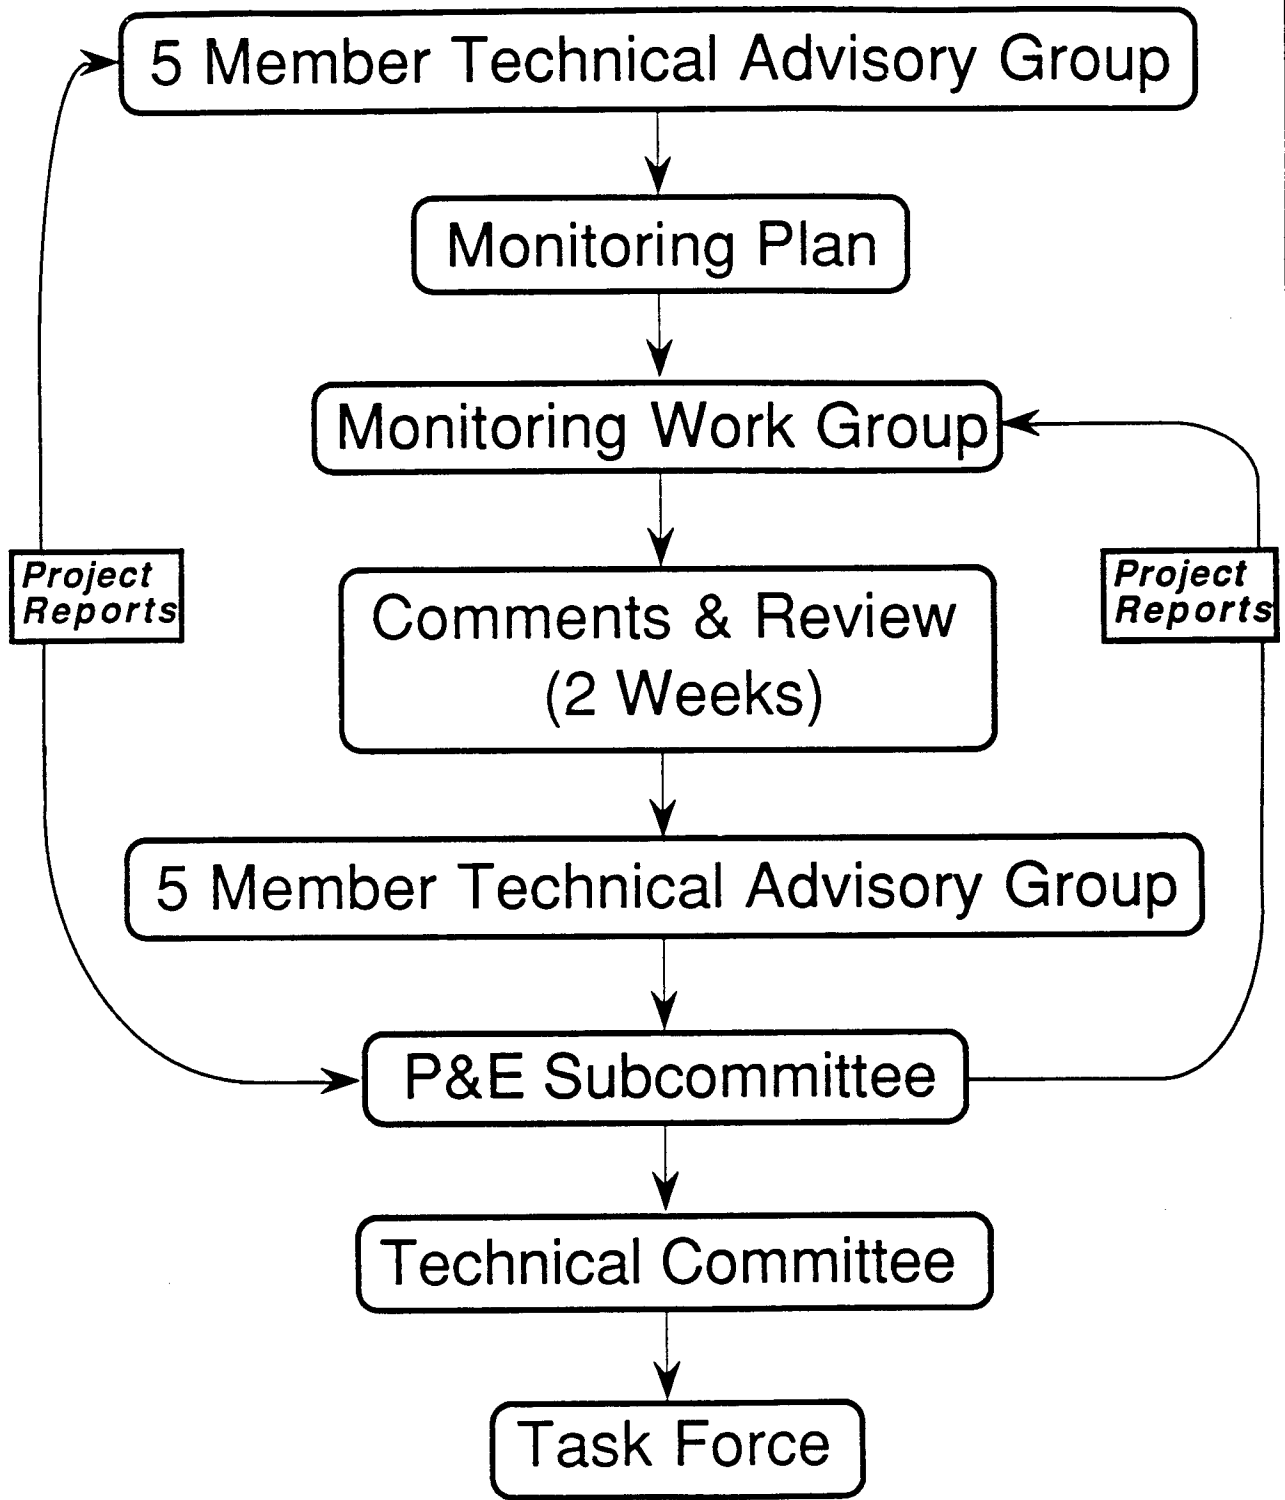 5 Member Technical Advisory Group
Monitoring Plan
Monitoring Work Group
Project
Reports
Project
Reports
Comments & Review
(2 Weeks)
5 Member Technical Advisory Group
P&E Subcommittee
Technical Committee
Task Force